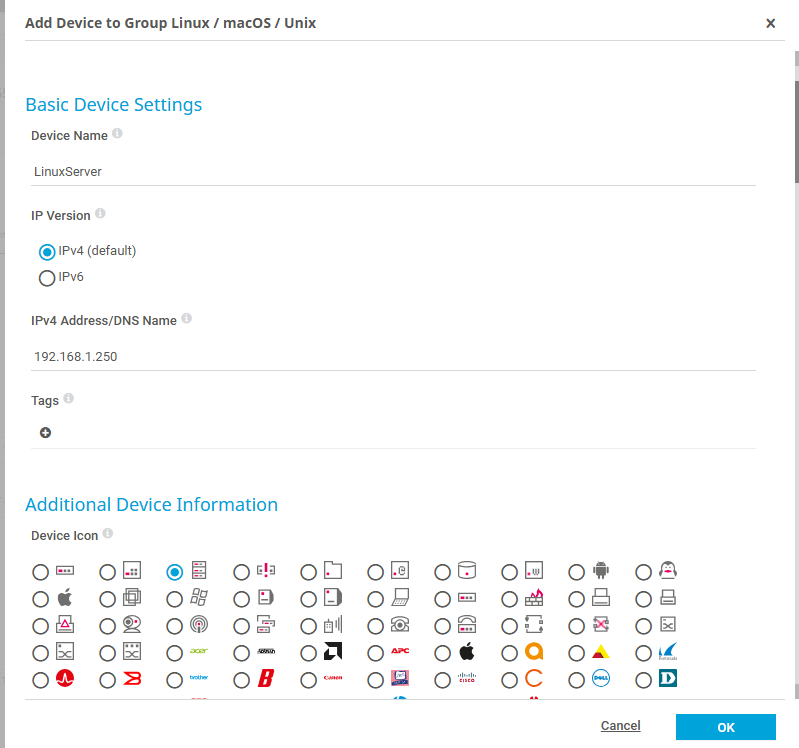 Add Device to Group Linux / macOS / Unix
Basic Device Settings
Device Name
LinuxServer
IP Version
IPv4 (default)
IPv6
IPv4 Address/DNS Name
192.168.1.250
Tags
Additional Device Information
Device Icon
acer
APC
brother
Canon
CISCO
DELL
Cancel
OK